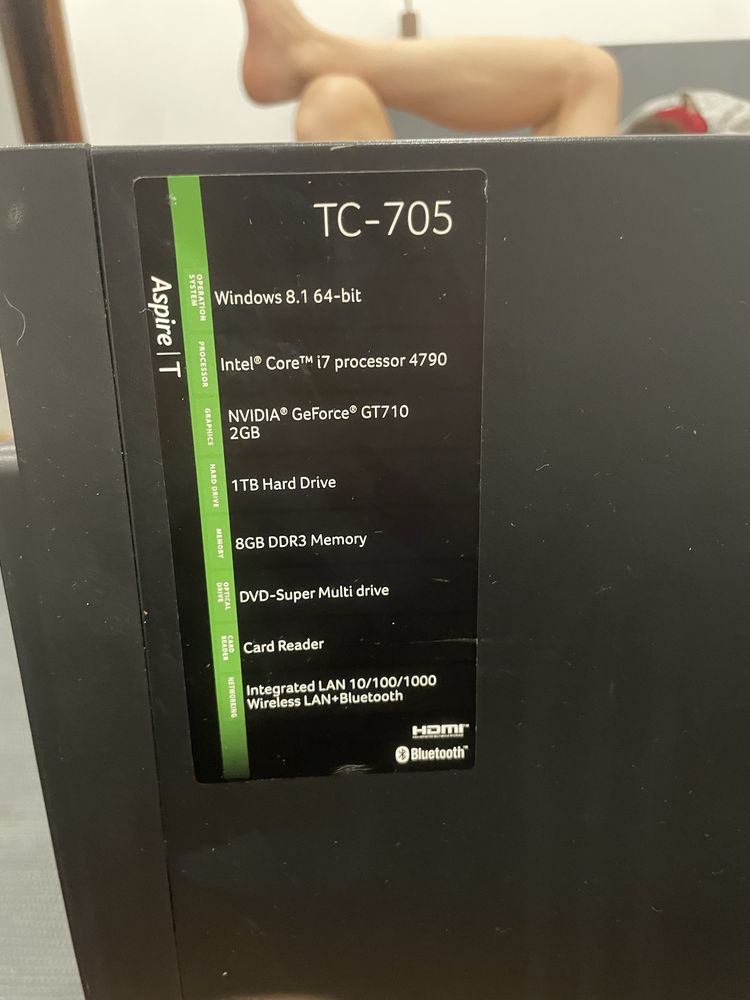 TC-705
Aspire | T
OPERATION
SYSTEM
Windows 8.1 64-bit
PROCESSOR
Intel® Core™ i7 processor 4790
GRAPHICS
NVIDIA® GeForce® GT710
2GB
HARD DRIVE
1TB Hard Drive
MEMORY
8GB DDR3 Memory
OPTICAL
DRIVE
DVD-Super Multi drive
CARD
READER
Card Reader
NETWORKING
Integrated LAN 10/100/1000
Wireless LAN+Bluetooth
HDMI
Bluetooth™